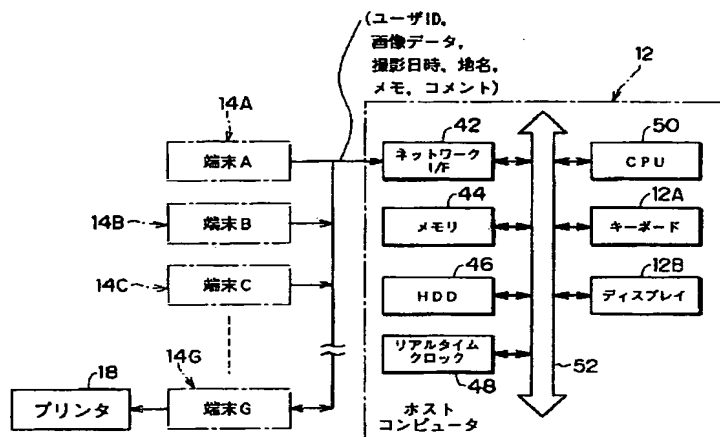 (ユーザID,
画像データ,
撮影日時, 地名,
メモ, コメント)
12
14A
端末A
42
ネットワーク
I/F
50
CPU
14B
端末B
44
メモリ
12A
キーボード
14C
端末C
46
HDD
12B
ディスプレイ
リアルタイム
クロック
48
52
14G
端末G
18
プリンタ
ホスト
コンピュータ